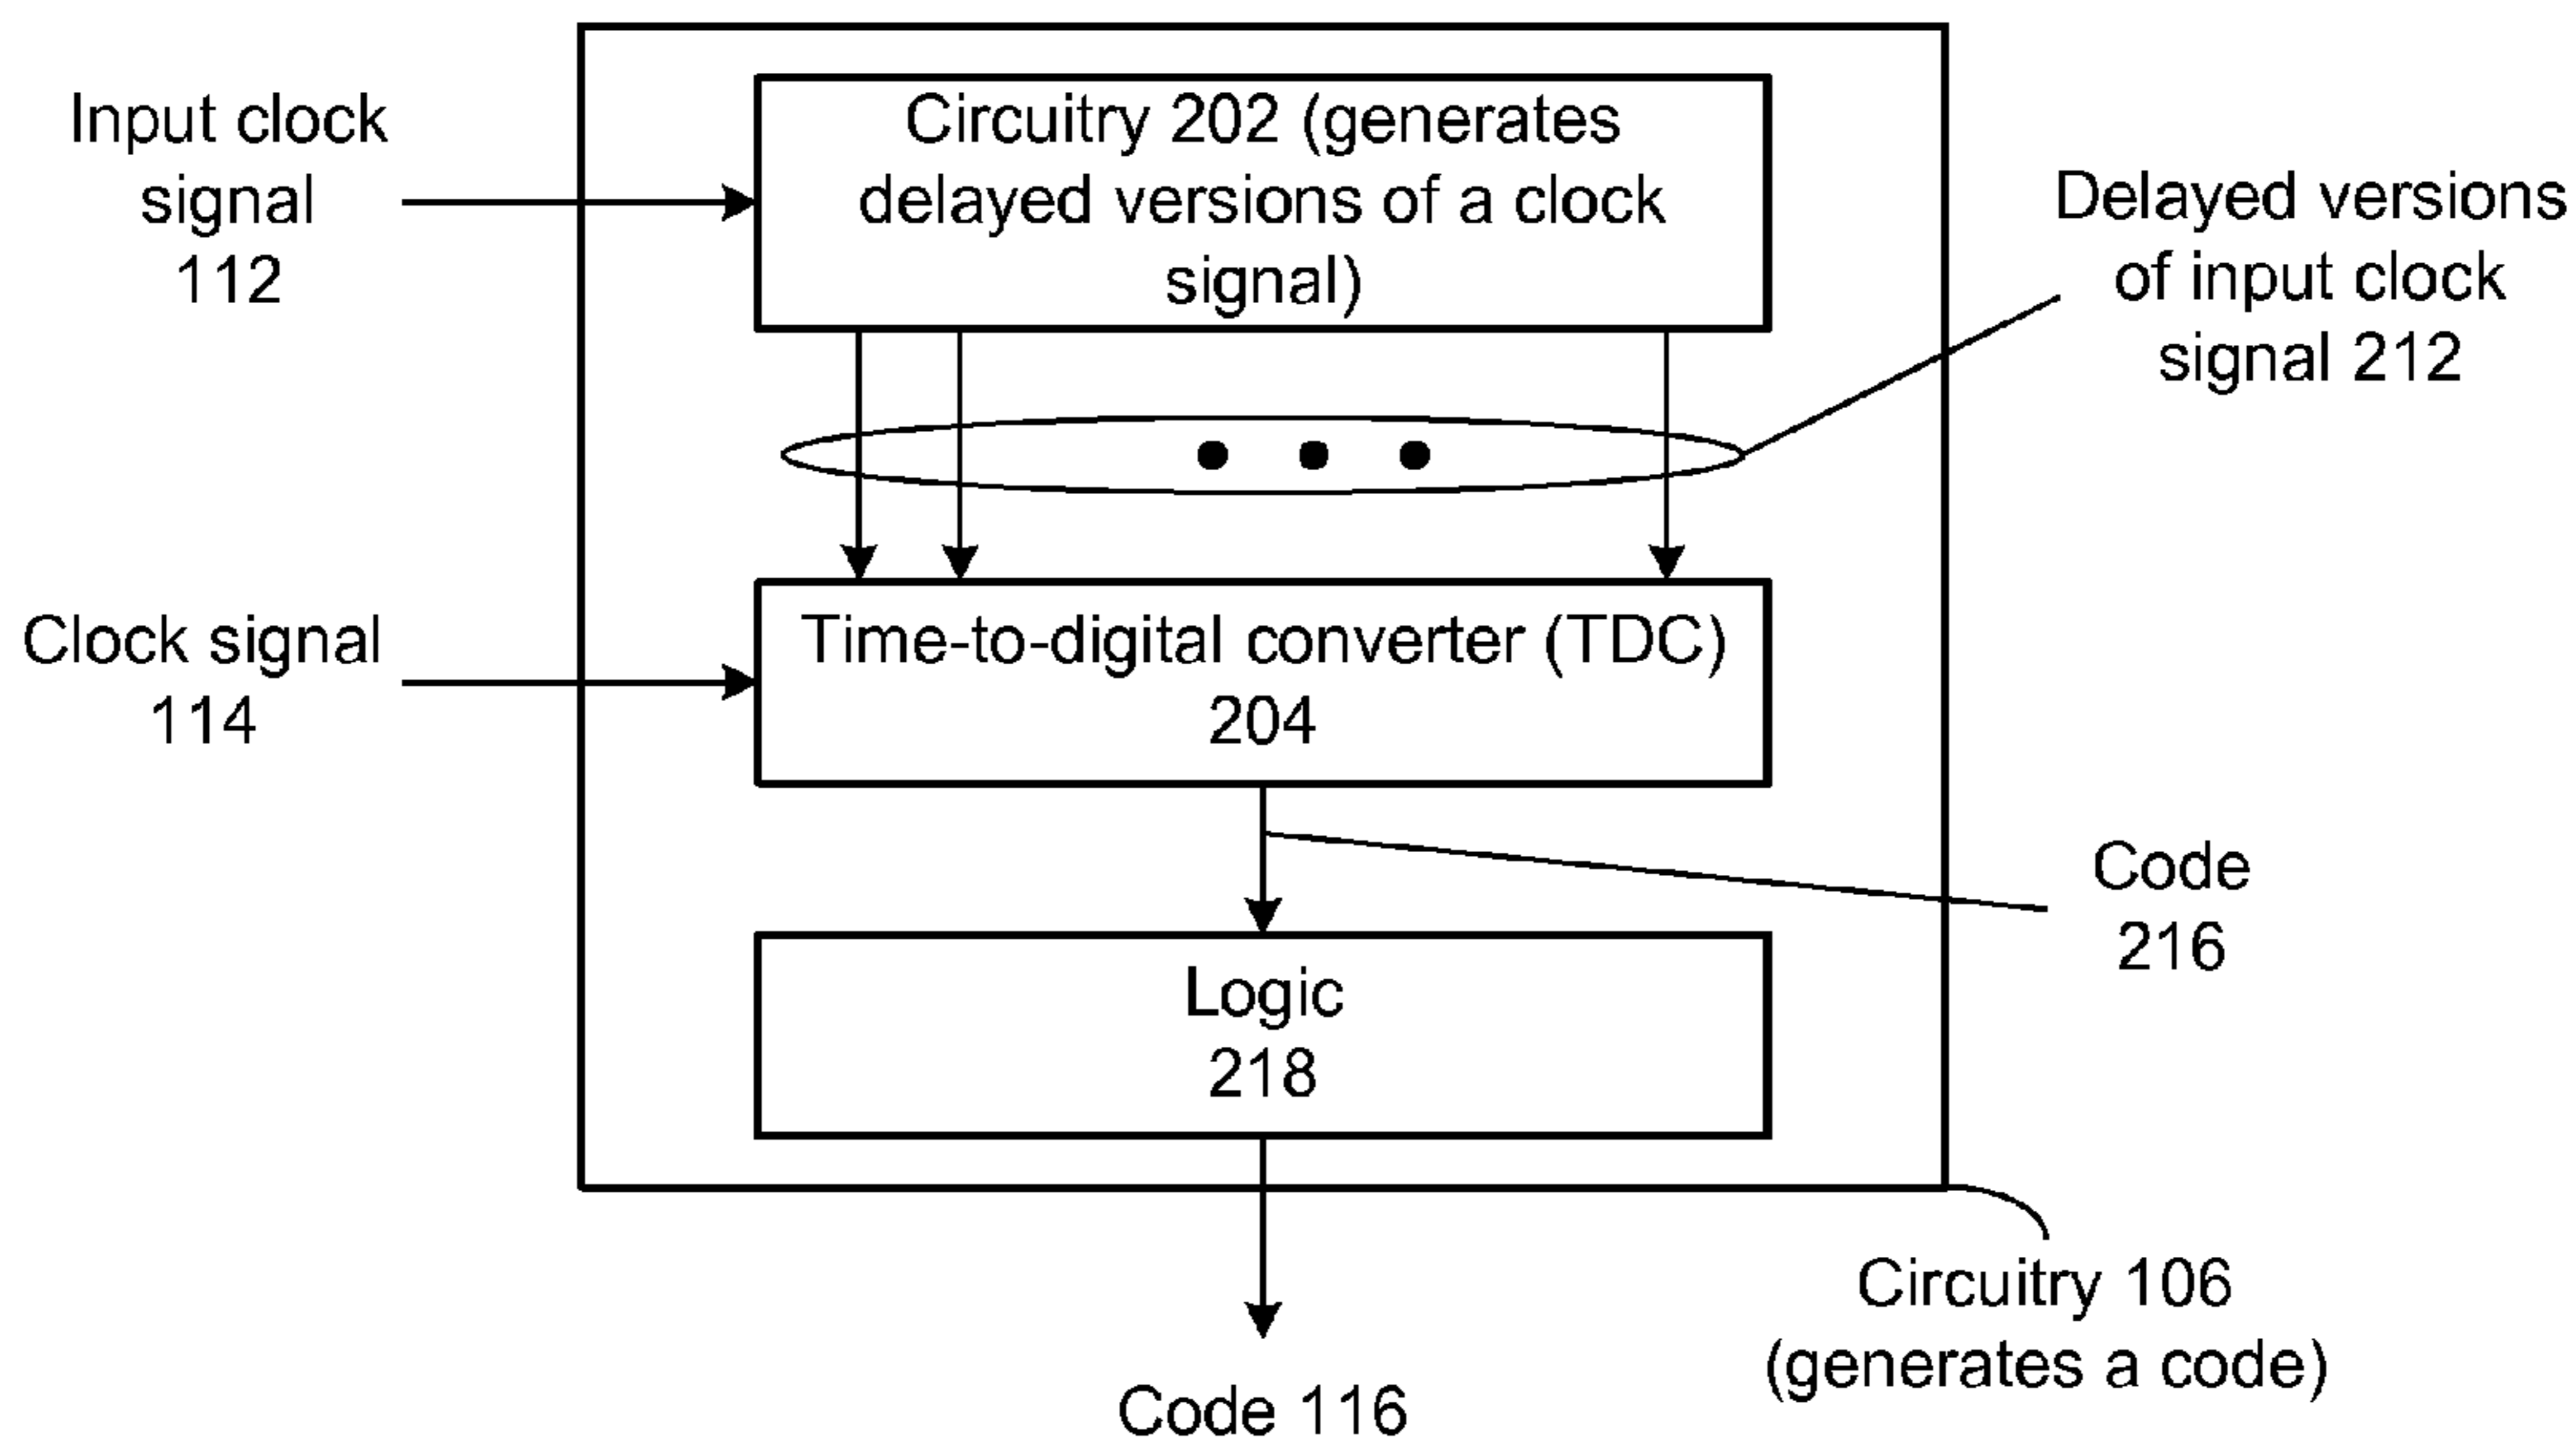 Input clock
signal
112
Circuitry 202 (generates
delayed versions of a clock
signal)
Delayed versions
of input clock
signal 212
Clock signal
114
Time-to-digital converter (TDC)
204
Code
216
Logic
218
Circuitry 106
(generates a code)
Code 116